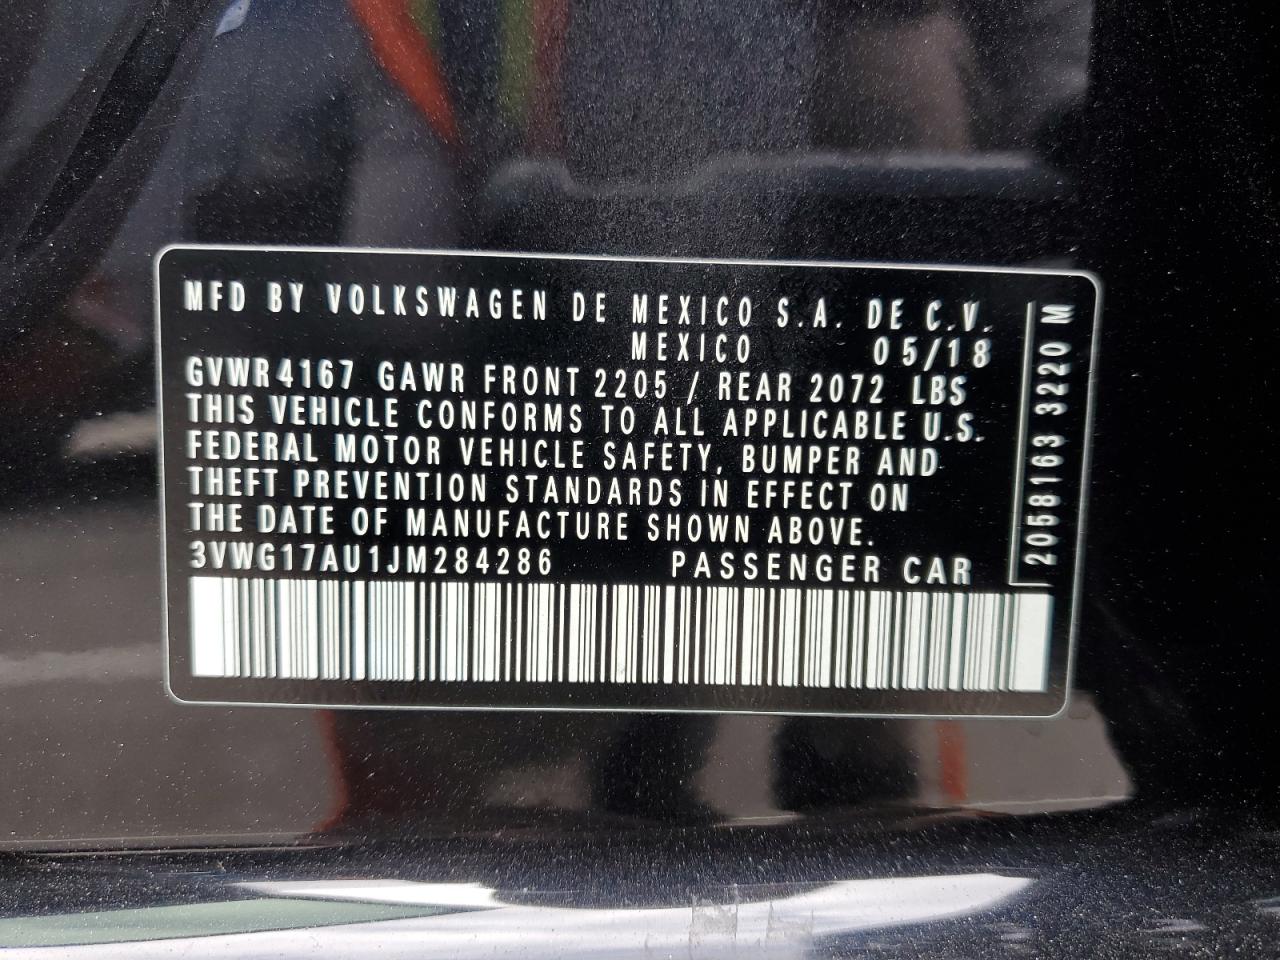 MFD BY VOLKSWAGEN DE MEXICO S.A. DE C.V.
MEXICO 05/18
GVWR 4167 GAWR FRONT 2205 / REAR 2072 LBS
THIS VEHICLE CONFORMS TO ALL APPLICABLE U.S.
FEDERAL MOTOR VEHICLE SAFETY, BUMPER AND
THEFT PREVENTION STANDARDS IN EFFECT ON
THE DATE OF MANUFACTURE SHOWN ABOVE.
3VWG17AU1JM284286 PASSENGER CAR
2058163 3220 M